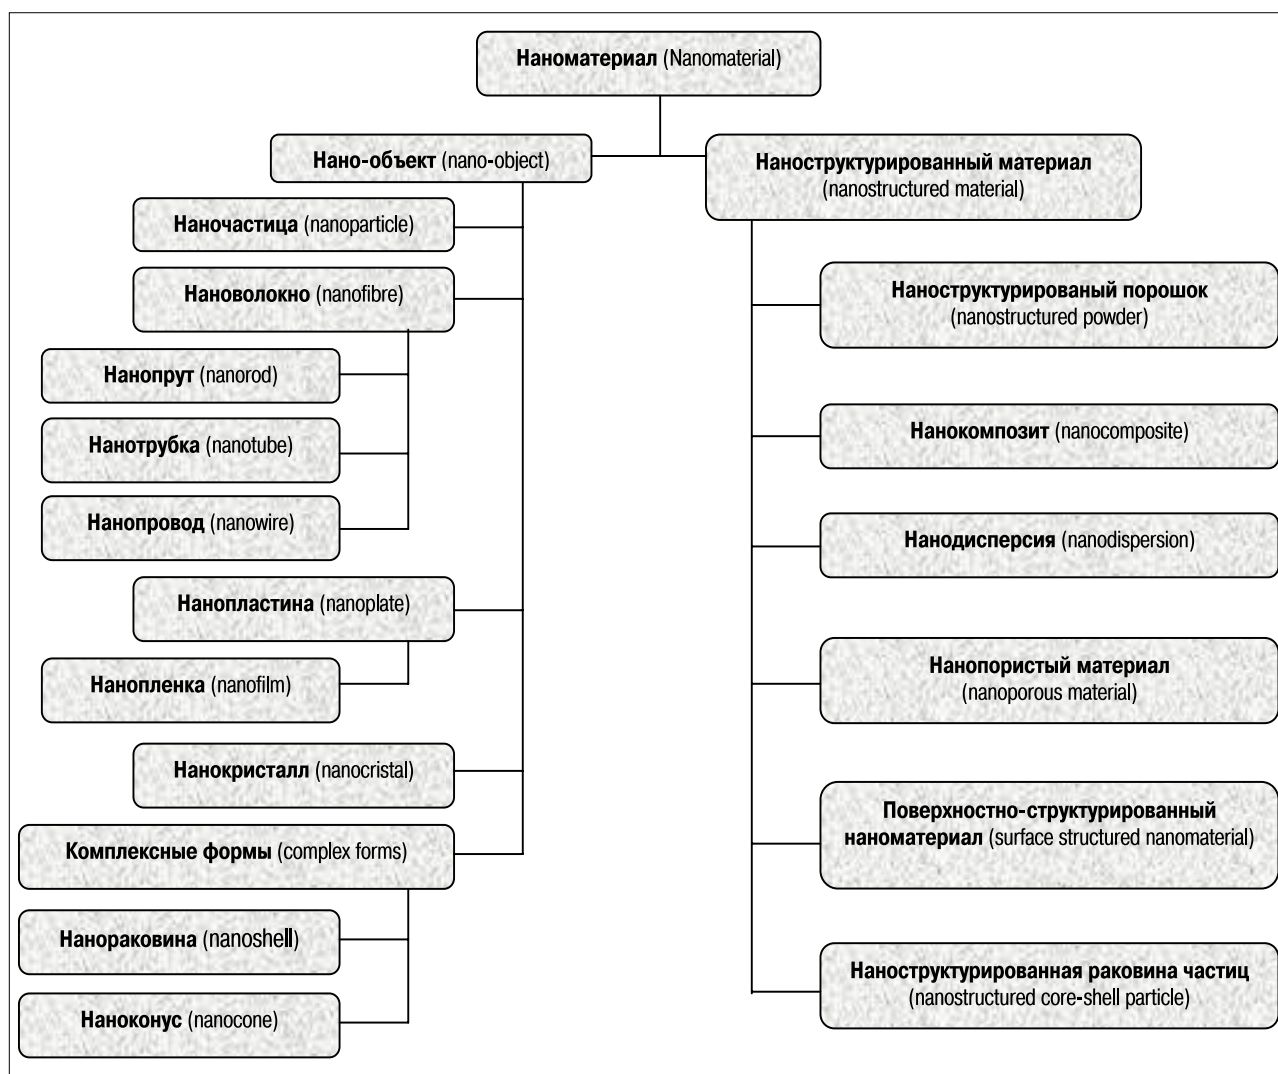 Наноматериал (Nanomaterial)
Нано-объект (nano-object)
Наночастица (nanoparticle)
Нановолокно (nanofibre)
Нанопрут (nanorod)
Нанотрубка (nanotube)
Нанопровод (nanowire)
Нанопластина (nanoplate)
Нанопленка (nanofilm)
Нанокристалл (nanocristal)
Комплексные формы (complex forms)
Нанораковина (nanoshell)
Наноконус (nanocone)
Наноструктурированный материал
(nanostructured material)
Наноструктурированый порошок
(nanostructured powder)
Нанокомпозит (nanocomposite)
Нанодисперсия (nanodispersion)
Нанопористый материал
(nanoporous material)
Поверхностно-структурированный
наноматериал (surface structured nanomaterial)
Наноструктурированная раковина частиц
(nanostructured core-shell particle)